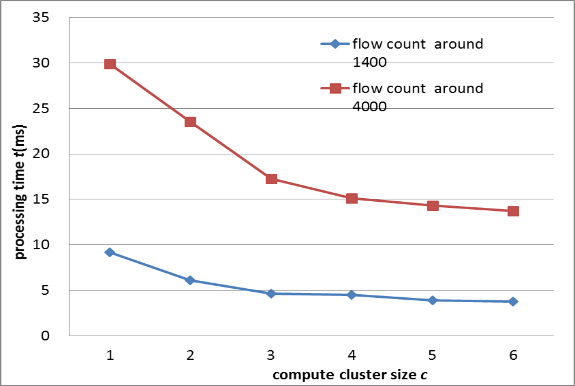 35
30
25
20
15
10
5
0
processing time t(ms)
flow count around
1400
flow count around
4000
1 2 3 4 5 6
compute cluster size c